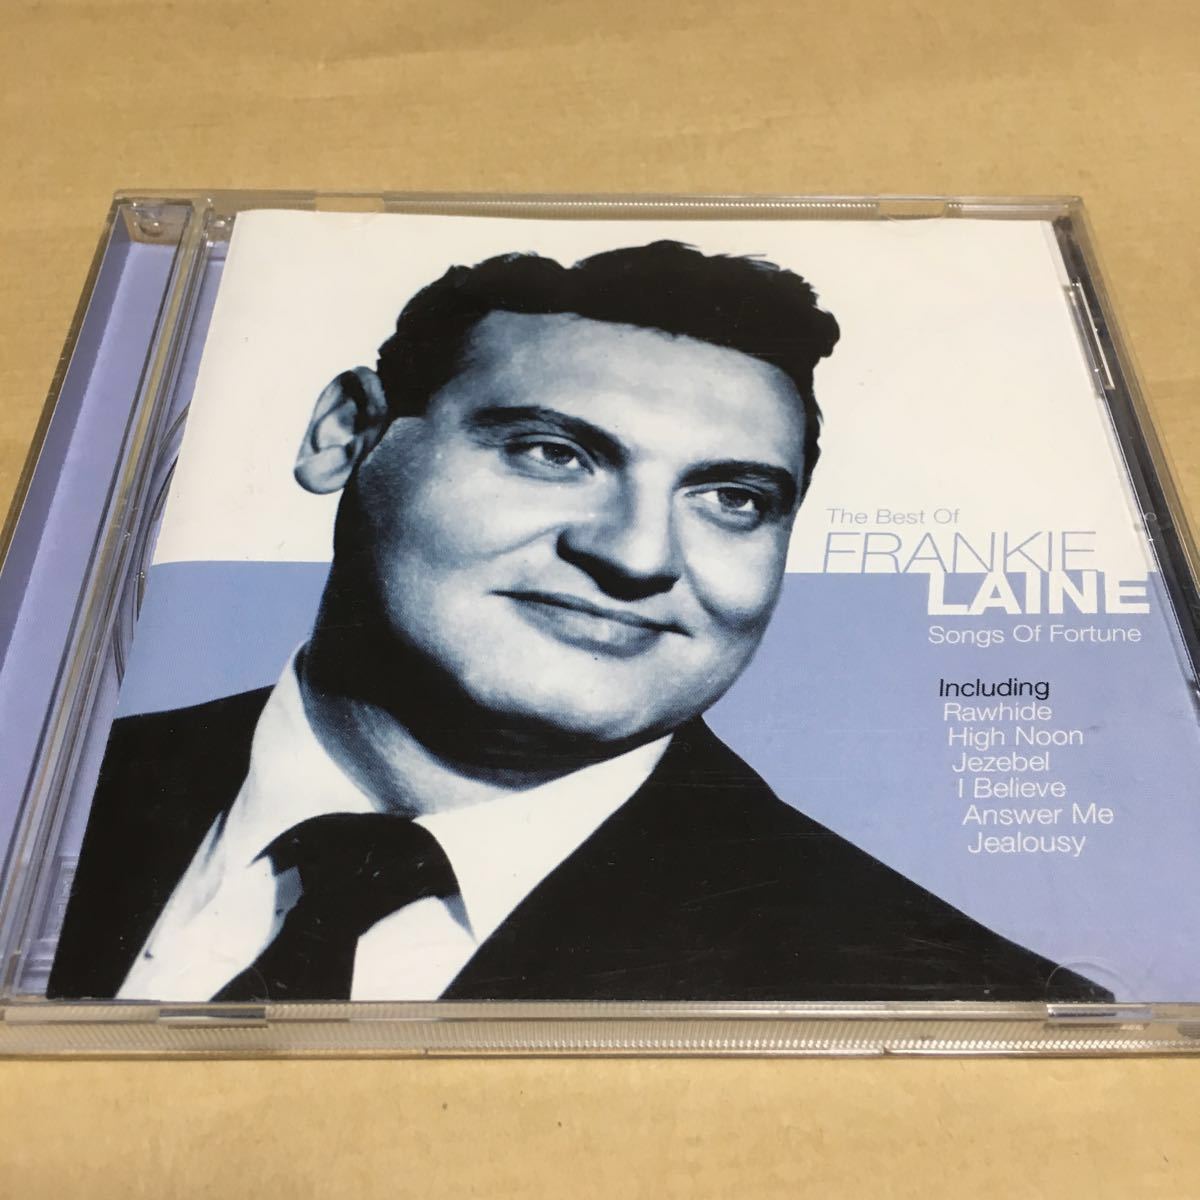 The Best Of
FRANKIE
LAINE
Songs Of Fortune
Including
Rawhide
High Noon
Jezebel
I Believe
Answer Me
Jealousy